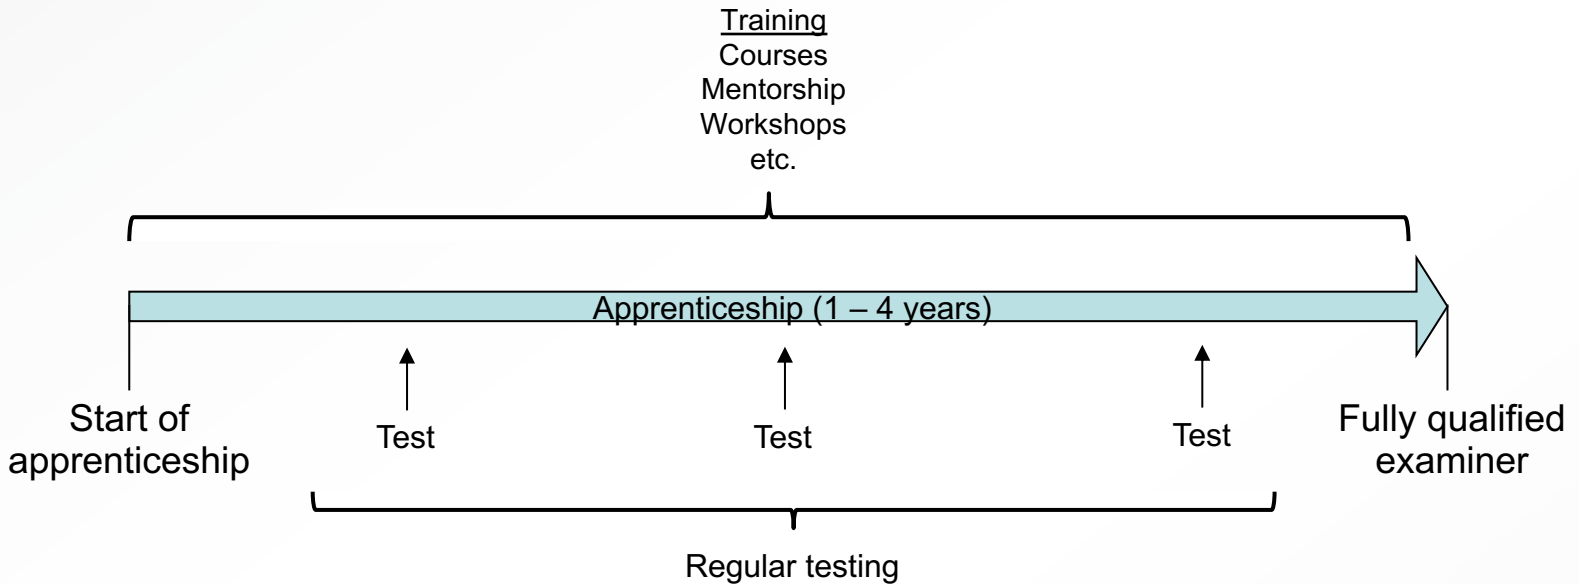 Training
Courses
Mentorship
Workshops
etc.
Apprenticeship (1 – 4 years)
Start of
apprenticeship
Test
Test
Test
Fully qualified
examiner
Regular testing